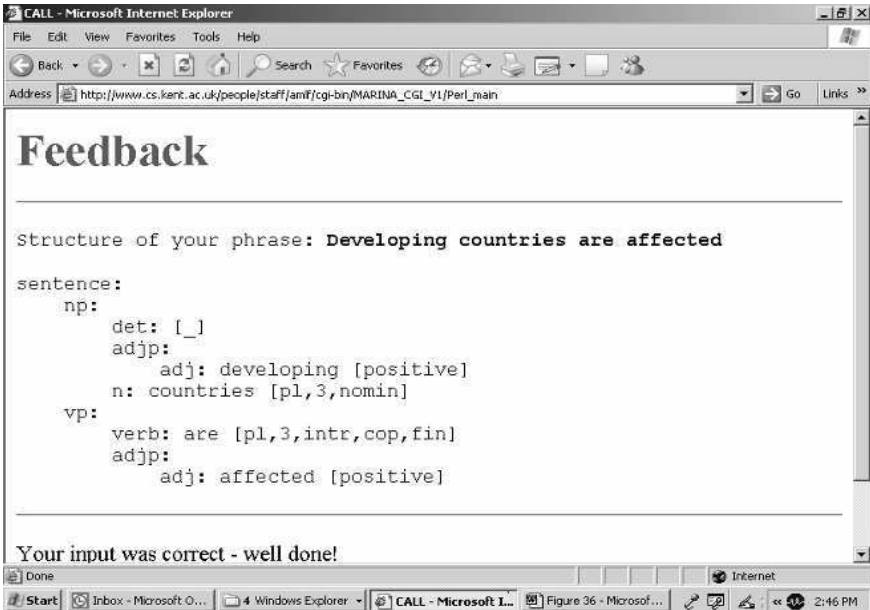 CALL - Microsoft Internet Explorer
File Edit View Favorites Tools Help
Back Search Favorites
Address http://www.cs.kent.ac.uk/people/staff/amlf/cgi-bin/MARINA_CGI_V1/Perl_main Go Links »
Feedback
Structure of your phrase: Developing countries are affected
sentence:
np:
det: [_]
adjp:
adj: developing [positive]
n: countries [pl,3,nomin]
vp:
verb: are [pl,3,intr,cop,fin]
adjp:
adj: affected [positive]
Your input was correct - well done!
Done Internet
Start Inbox - Microsoft O... 4 Windows Explorer CALL - Microsoft I... Figure 36 - Microsof... « 2:46 PM